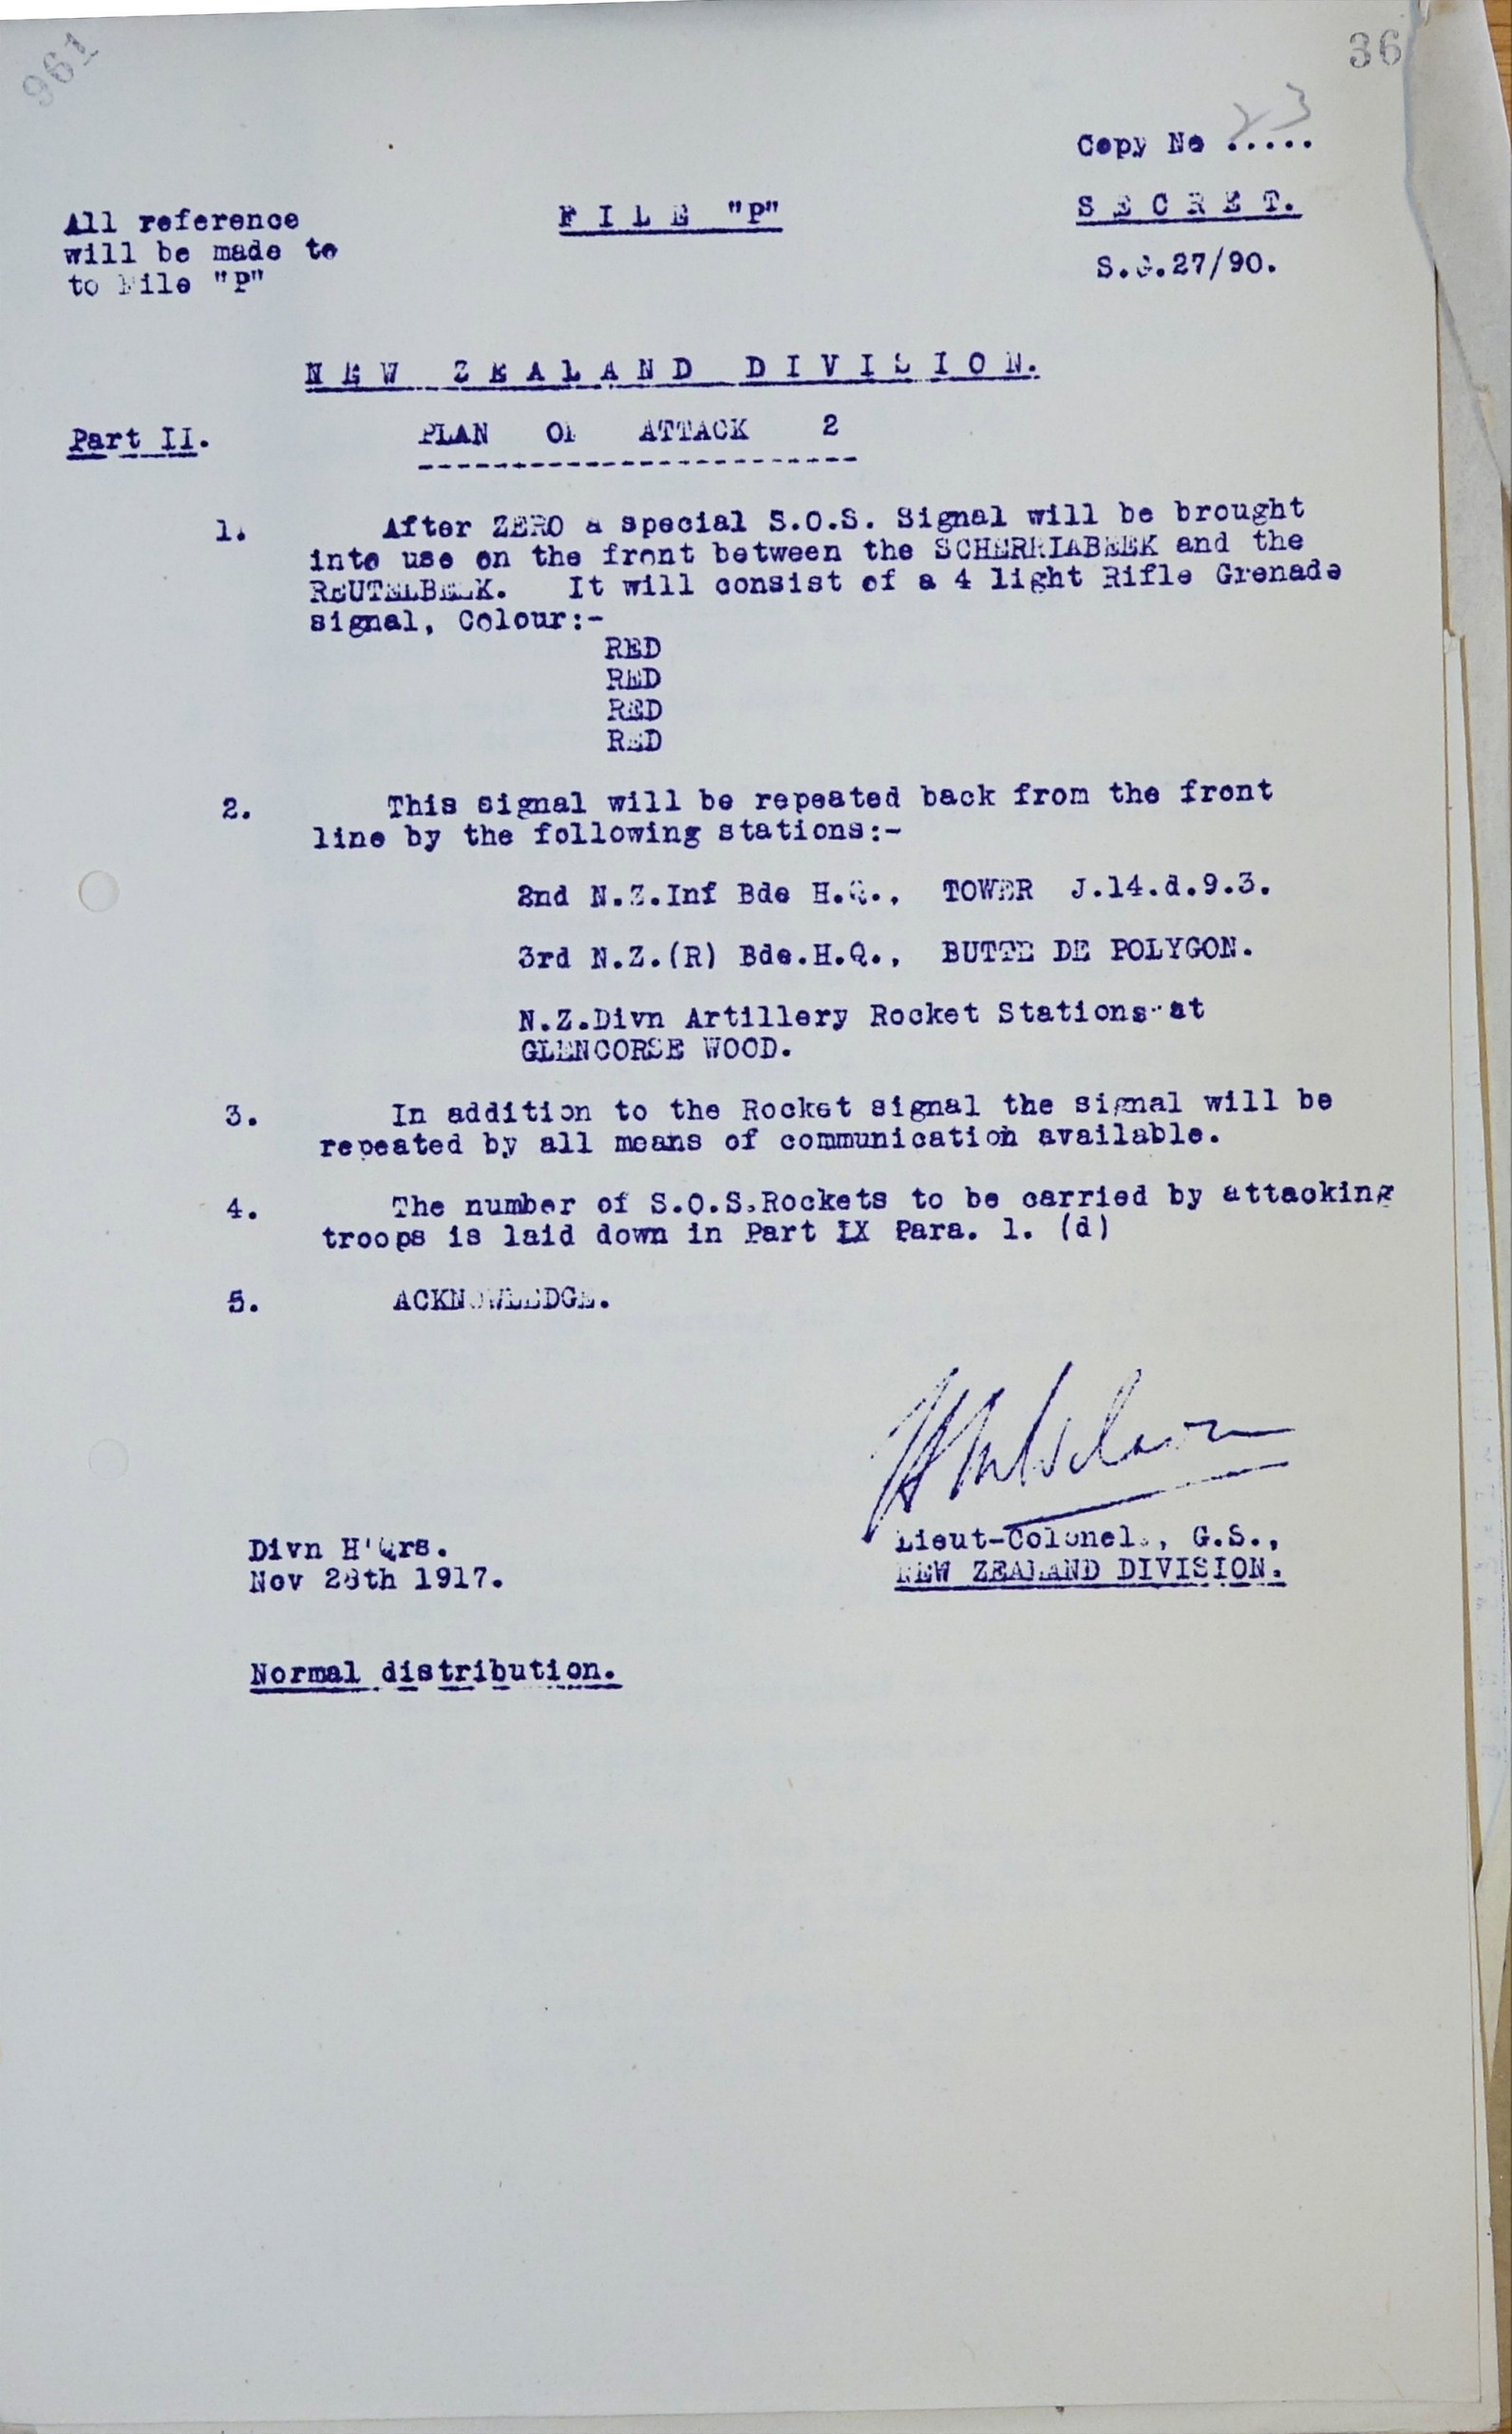 961
36
Copy No .....
23
All reference
will be made to
to File "P"
F I L E "P"
S E C R E T.
S.G.27/90.
N E W Z E A L A N D D I V I S I O N.
Part II.
PLAN OF ATTACK 2
1. After ZERO a special S.O.S. Signal will be brought
into use on the front between the SCHERRIABEEK and the
REUTELBEEK. It will consist of a 4 light Rifle Grenade
signal, Colour:-
RED
RED
RED
RED
2. This signal will be repeated back from the front
line by the following stations:-
2nd N.Z.Inf Bde H.Q., TOWER J.14.d.9.3.
3rd N.Z.(R) Bde.H.Q., BUTTE DE POLYGON.
N.Z.Divn Artillery Rocket Stations at
GLENCORSE WOOD.
3. In addition to the Rocket signal the signal will be
repeated by all means of communication available.
4. The number of S.O.S.Rockets to be carried by attacking
troops is laid down in Part IX Para. 1. (d)
5. ACKNOWLEDGE.
Lieut-Colonel., G.S.,
NEW ZEALAND DIVISION.
Divn H'Qrs.
Nov 28th 1917.
Normal distribution.